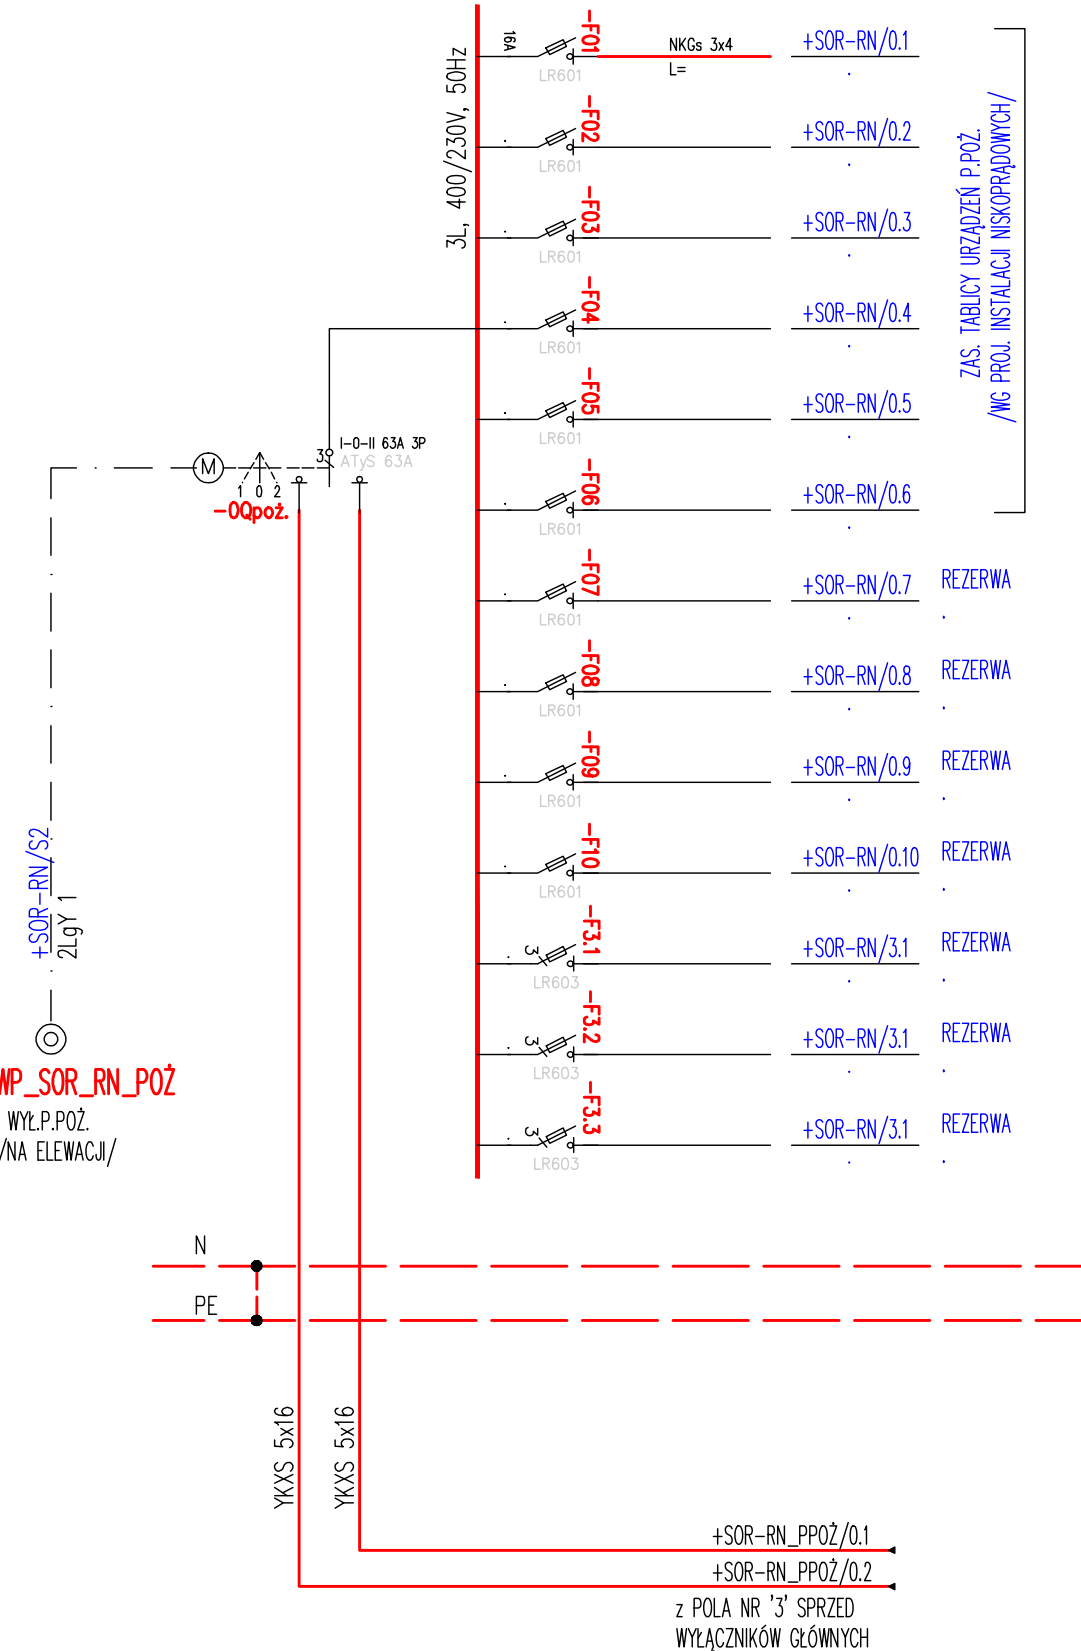 3L, 400/230V, 50Hz
16A
-F01
LR601
NKGs 3x4
L=
+SOR-RN/0.1
-F02
LR601
+SOR-RN/0.2
-F03
LR601
+SOR-RN/0.3
-F04
LR601
+SOR-RN/0.4
-F05
LR601
+SOR-RN/0.5
-F06
LR601
+SOR-RN/0.6
ZAS. TABLICY URZĄDZEŃ P.POŻ.
/WG PROJ. INSTALACJI NISKOPRĄDOWYCH/
-F07
LR601
+SOR-RN/0.7
REZERWA
-F08
LR601
+SOR-RN/0.8
REZERWA
-F09
LR601
+SOR-RN/0.9
REZERWA
-F10
LR601
+SOR-RN/0.10
REZERWA
3
-F3.1
LR603
+SOR-RN/3.1
REZERWA
3
-F3.2
LR603
+SOR-RN/3.1
REZERWA
3
-F3.3
LR603
+SOR-RN/3.1
REZERWA
3
I-0-II 63A 3P
ATyS 63A
M
1 0 2
-0Qpoż.
+SOR-RN/S2
2LgY 1
WP_SOR_RN_POŻ
WYŁ.P.POŻ.
/NA ELEWACJI/
N
PE
YKXS 5x16
YKXS 5x16
+SOR-RN_PPOŻ/0.1
+SOR-RN_PPOŻ/0.2
z POLA NR '3' SPRZED
WYŁĄCZNIKÓW GŁÓWNYCH